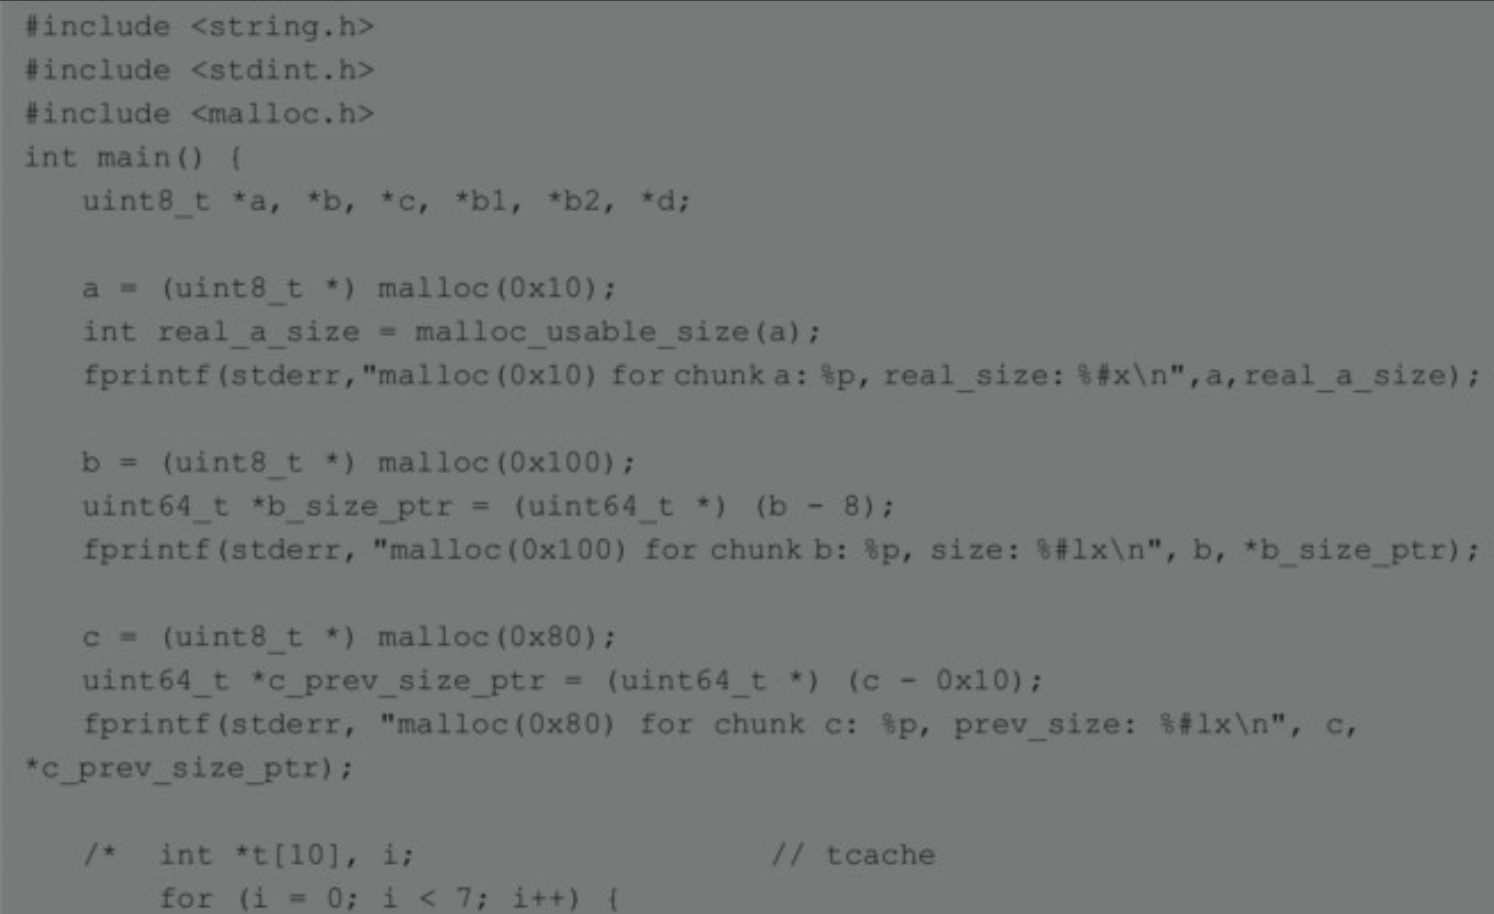 #include <string.h>
#include <stdint.h>
#include <malloc.h>
int main() {
uint8_t *a, *b, *c, *b1, *b2, *d;
a = (uint8_t *) malloc(0x10);
int real_a_size = malloc_usable_size(a);
fprintf(stderr,"malloc(0x10) for chunk a: %p, real_size: %#x\n",a,real_a_size);
b = (uint8_t *) malloc(0x100);
uint64_t *b_size_ptr = (uint64_t *) (b - 8);
fprintf(stderr, "malloc(0x100) for chunk b: %p, size: %#lx\n", b, *b_size_ptr);
c = (uint8_t *) malloc(0x80);
uint64_t *c_prev_size_ptr = (uint64_t *) (c - 0x10);
fprintf(stderr, "malloc(0x80) for chunk c: %p, prev_size: %#lx\n", c,
*c_prev_size_ptr);
/* int *t[10], i; // tcache
for (i = 0; i < 7; i++) {